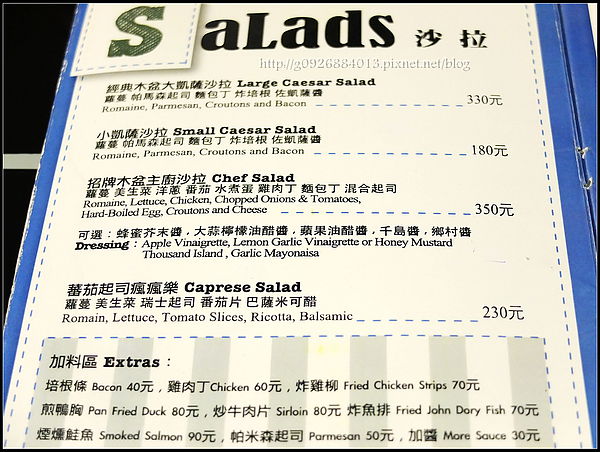 SaLads 沙拉
http://g0926884013.pixnet.net/blog
經典木盆大凱薩沙拉 Large Caesar Salad
蘿蔓 帕馬森起司 麵包丁 炸培根 佐凱薩醬
Romaine, Parmesan, Croutons and Bacon 330元
小凱薩沙拉 Small Caesar Salad
蘿蔓 帕馬森起司 麵包丁 炸培根 佐凱薩醬
Romaine, Parmesan, Croutons and Bacon 180元
招牌木盆主廚沙拉 Chef Salad
蘿蔓 美生菜 洋蔥 番茄 水煮蛋 雞肉丁 麵包丁 混合起司
Romaine, Lettuce, Chicken, Chopped Onions & Tomatoes,
Hard-Boiled Egg, Croutons and Cheese 350元
可選：蜂蜜芥末醬，大蒜檸檬油醋醬，蘋果油醋醬，千島醬，鄉村醬
Dressing : Apple Vinaigrette, Lemon Garlic Vinaigrette or Honey Mustard
Thousand Island , Garlic Mayonaisa
蕃茄起司瘋瘋樂 Caprese Salad
蘿蔓 美生菜 瑞士起司 番茄片 巴薩米可醋
Romain, Lettuce, Tomato Slices, Ricotta, Balsamic 230元
加料區 Extras：
培根條 Bacon 40元，雞肉丁Chicken 60元，炸雞柳 Fried Chicken Strips 70元
煎鴨胸 Pan Fried Duck 80元，炒牛肉片 Sirloin 80元 炸魚排 Fried John Dory Fish 70元
煙燻鮭魚 Smoked Salmon 90元，帕米森起司 Parmesan 50元，加醬 More Sauce 30元